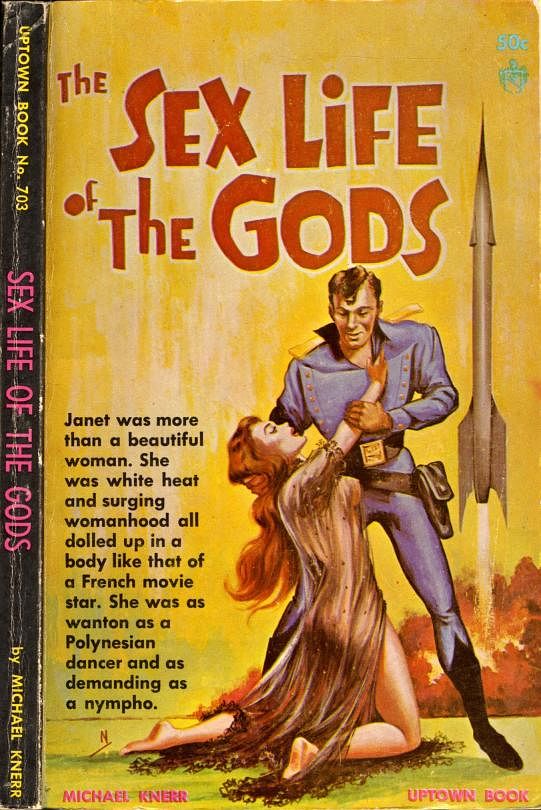 UPTOWN BOOK No. 703
SEX LIFE OF THE GODS
by MICHAEL KNERR
50c
THE
SEX LIFE
OF THE GODS
Janet was more
than a beautiful
woman. She
was white heat
and surging
womanhood all
dolled up in a
body like that of
a French movie
star. She was as
wanton as a
Polynesian
dancer and as
demanding as
a nympho.
MICHAEL KNERR
UPTOWN BOOK